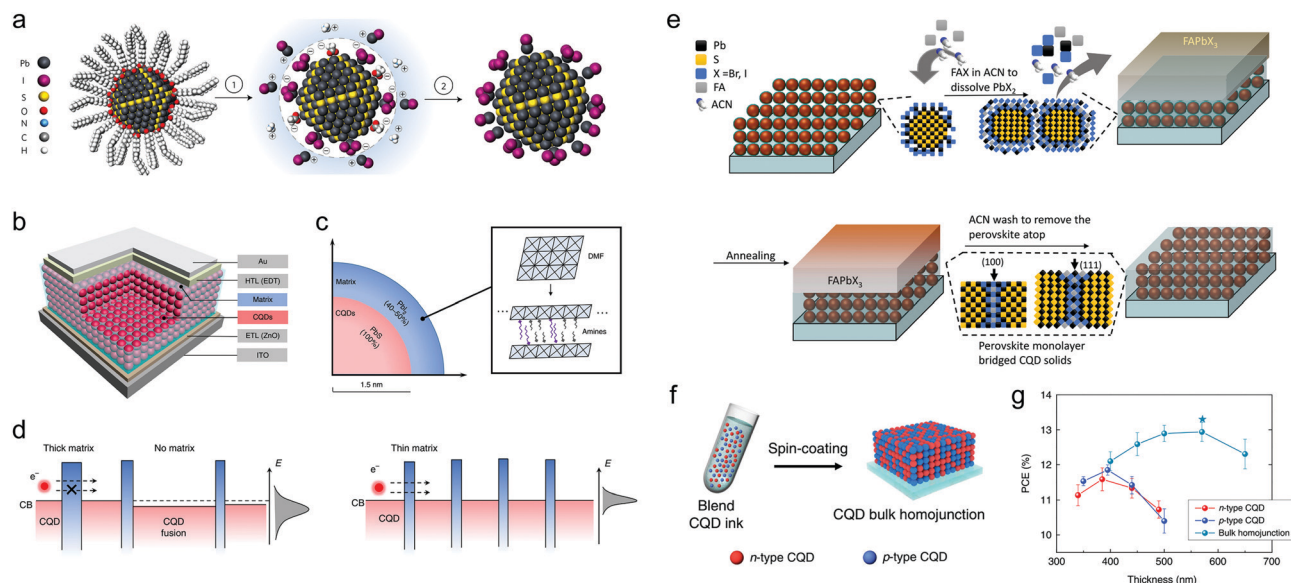 a
Pb
I
S
O
N
C
H
1
2
b
Au
HTL (EDT)
Matrix
CQDs
ETL (ZnO)
ITO
c
Matrix
PbI2
(40–50%)
CQDs
PbS
(100%)
1.5 nm
DMF
Amines
d
Thick matrix
No matrix
Thin matrix
E
E
e−
e−
CB
CB
CQD
CQD
fusion
CQD
e
Pb
S
X =Br, I
FA
ACN
FAX in ACN to
dissolve PbX2
FAPbX3
Annealing
FAPbX3
ACN wash to remove the
perovskite atop
(100)
(111)
Perovskite monolayer
bridged CQD solids
f
Spin-coating
Blend
CQD ink
CQD bulk homojunction
n-type CQD
p-type CQD
g
14
13
12
11
10
PCE (%)
n-type CQD
p-type CQD
Bulk homojunction
300 400 500 600 700
Thickness (nm)